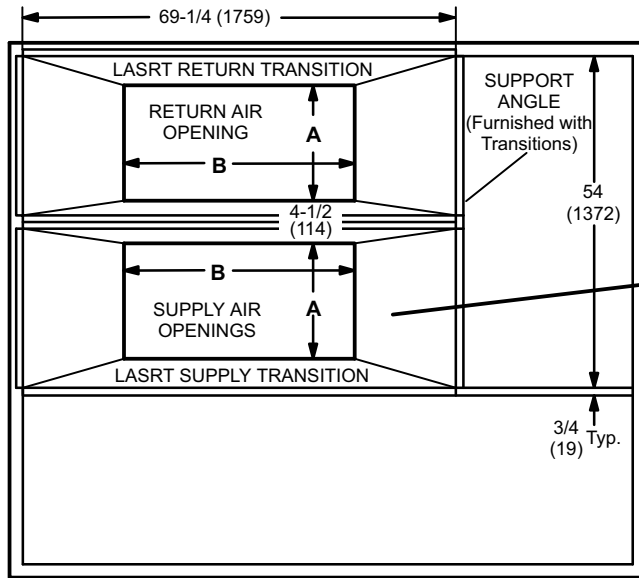 69-1/4 (1759)
LASRT RETURN TRANSITION
RETURN AIR
OPENING
A
B
SUPPORT
ANGLE
(Furnished with
Transitions)
4-1/2
(114)
54
(1372)
B
A
SUPPLY AIR
OPENINGS
LASRT SUPPLY TRANSITION
3/4
(19)
Typ.